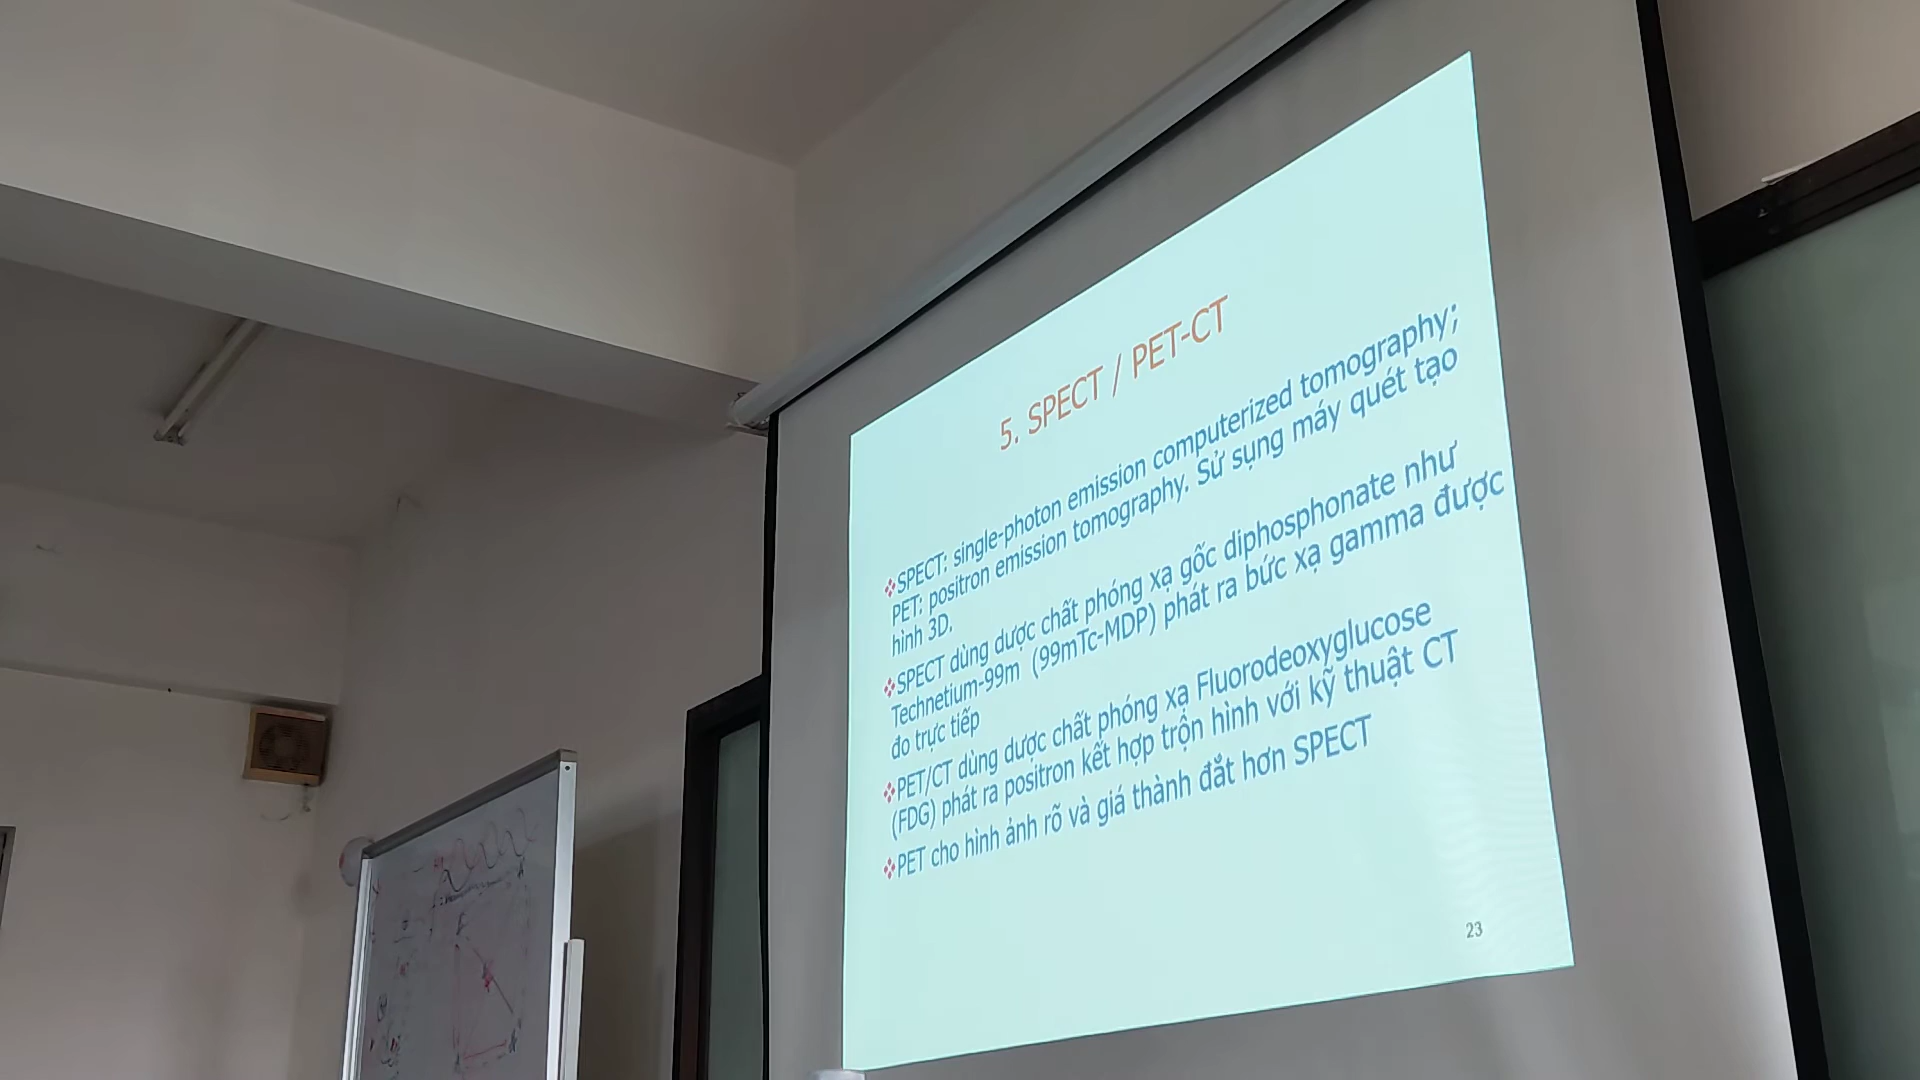 5. SPECT / PET-CT
❖SPECT: single-photon emission computerized tomography;
PET: positron emission tomography. Sử sụng máy quét tạo
hình 3D.
❖SPECT dùng dược chất phóng xạ gốc diphosphonate như
Technetium-99m (99mTc-MDP) phát ra bức xạ gamma được
đo trực tiếp
❖PET/CT dùng dược chất phóng xạ Fluorodeoxyglucose
(FDG) phát ra positron kết hợp trộn hình với kỹ thuật CT
❖PET cho hình ảnh rõ và giá thành đắt hơn SPECT
23